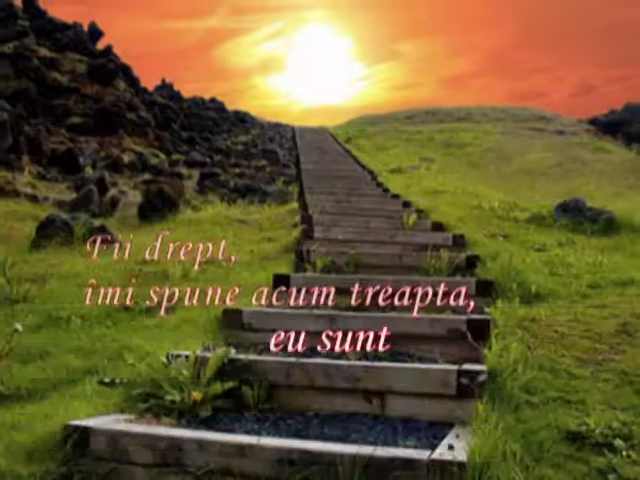 Fii drept,
îmi spune acum treapta,
eu sunt